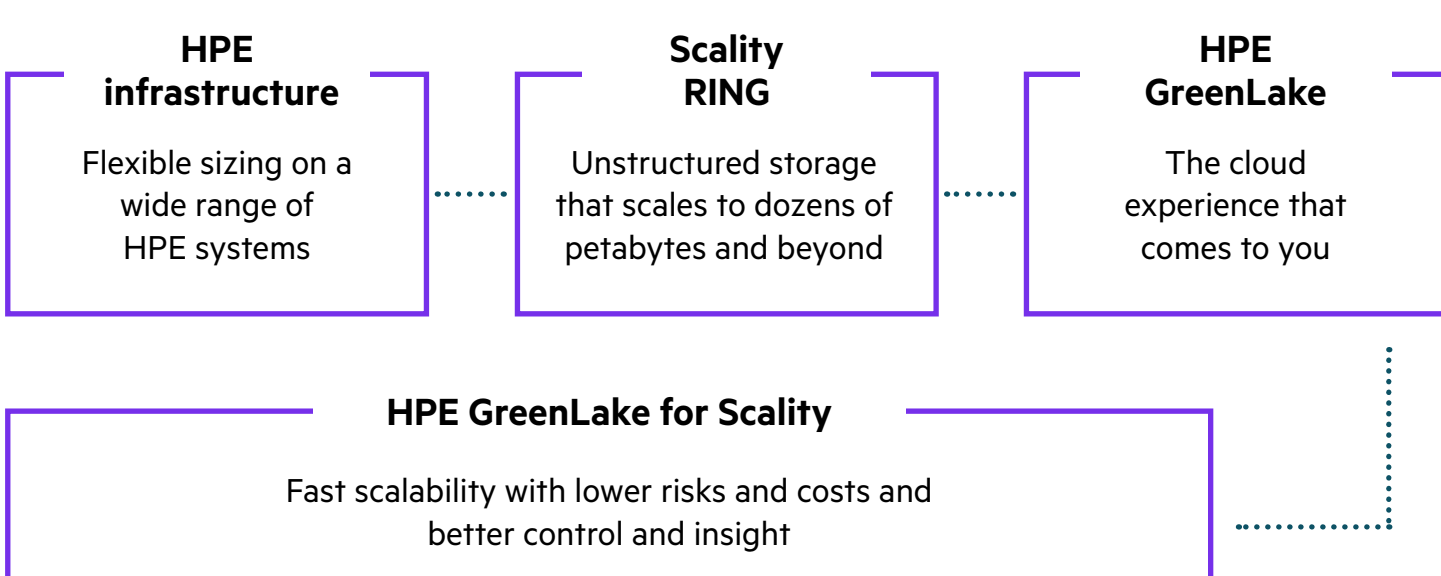 HPE
infrastructure
Flexible sizing on a
wide range of
HPE systems
Scality
RING
Unstructured storage
that scales to dozens of
petabytes and beyond
HPE
GreenLake
The cloud
experience that
comes to you
HPE GreenLake for Scality
Fast scalability with lower risks and costs and
better control and insight